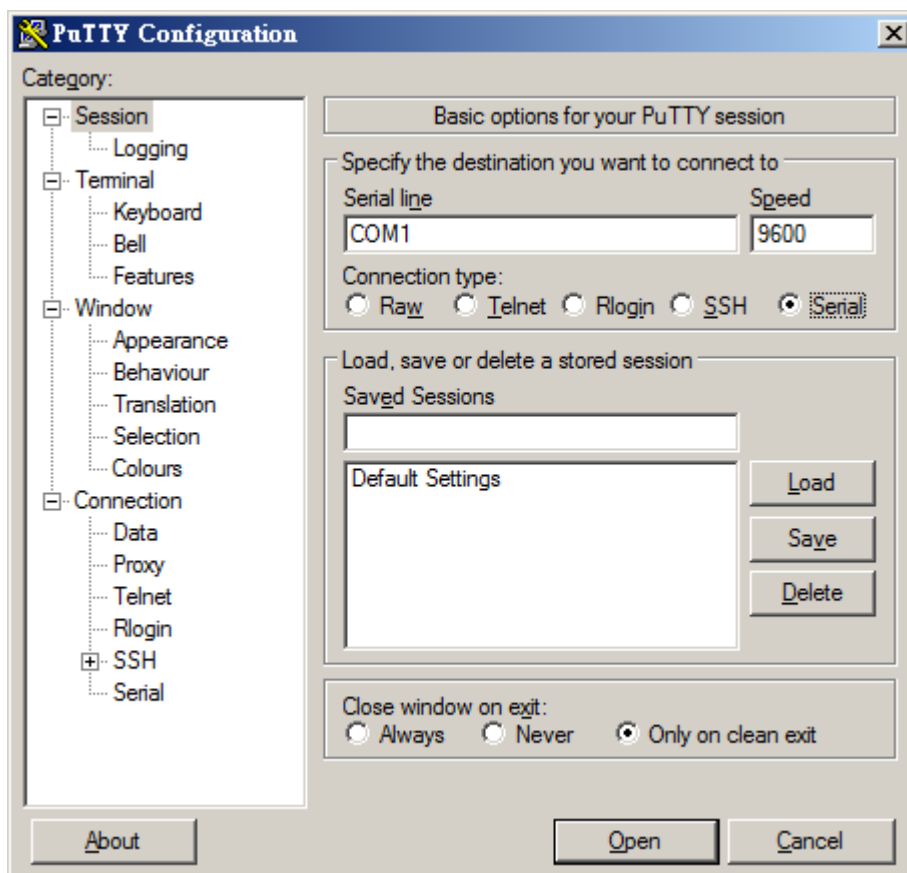 PuTTY Configuration
Category:
Session
Logging
Terminal
Keyboard
Bell
Features
Window
Appearance
Behaviour
Translation
Selection
Colours
Connection
Data
Proxy
Telnet
Rlogin
SSH
Serial
Basic options for your PuTTY session
Specify the destination you want to connect to
Serial line Speed
COM1 9600
Connection type:
Raw Telnet Rlogin SSH Serial
Load, save or delete a stored session
Saved Sessions
Default Settings
Load
Save
Delete
Close window on exit:
Always Never Only on clean exit
About Open Cancel